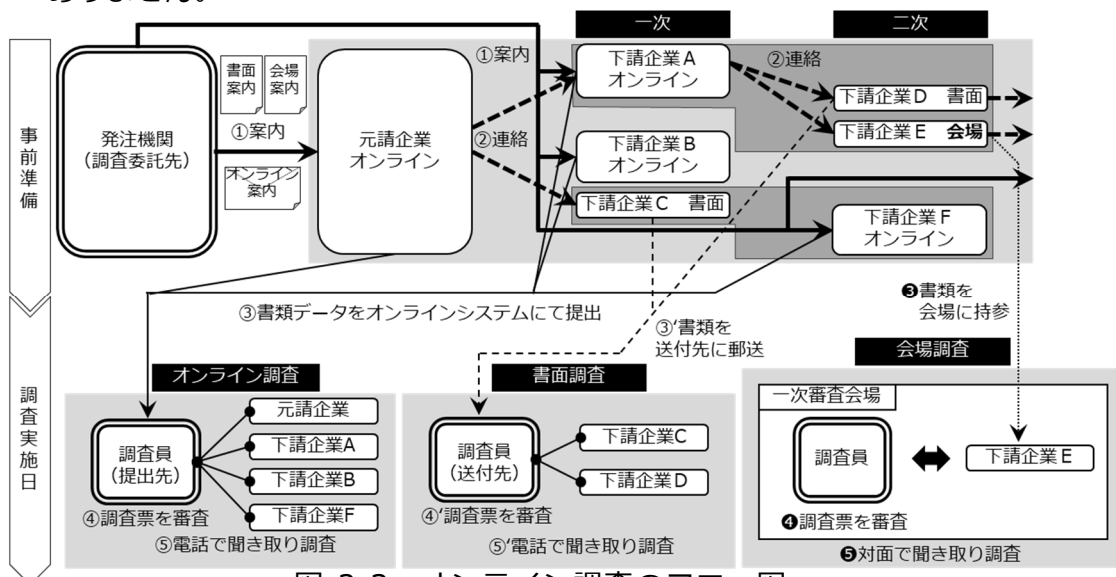 一次
二次
事前準備
発注機関
(調査委託先)
書面
案内
会場
案内
①案内
オンライン
案内
元請企業
オンライン
①案内
②連絡
下請企業A
オンライン
下請企業B
オンライン
下請企業C 書面
②連絡
下請企業D 書面
下請企業E 会場
下請企業F
オンライン
③書類データをオンラインシステムにて提出
③‘書類を
送付先に郵送
❸書類を
会場に持参
調査実施日
オンライン調査
調査員
(提出先)
元請企業
下請企業A
下請企業B
下請企業F
④調査票を審査
⑤電話で聞き取り調査
書面調査
調査員
(送付先)
下請企業C
下請企業D
④‘調査票を審査
⑤‘電話で聞き取り調査
会場調査
一次審査会場
調査員
下請企業E
❹調査票を審査
❺対面で聞き取り調査